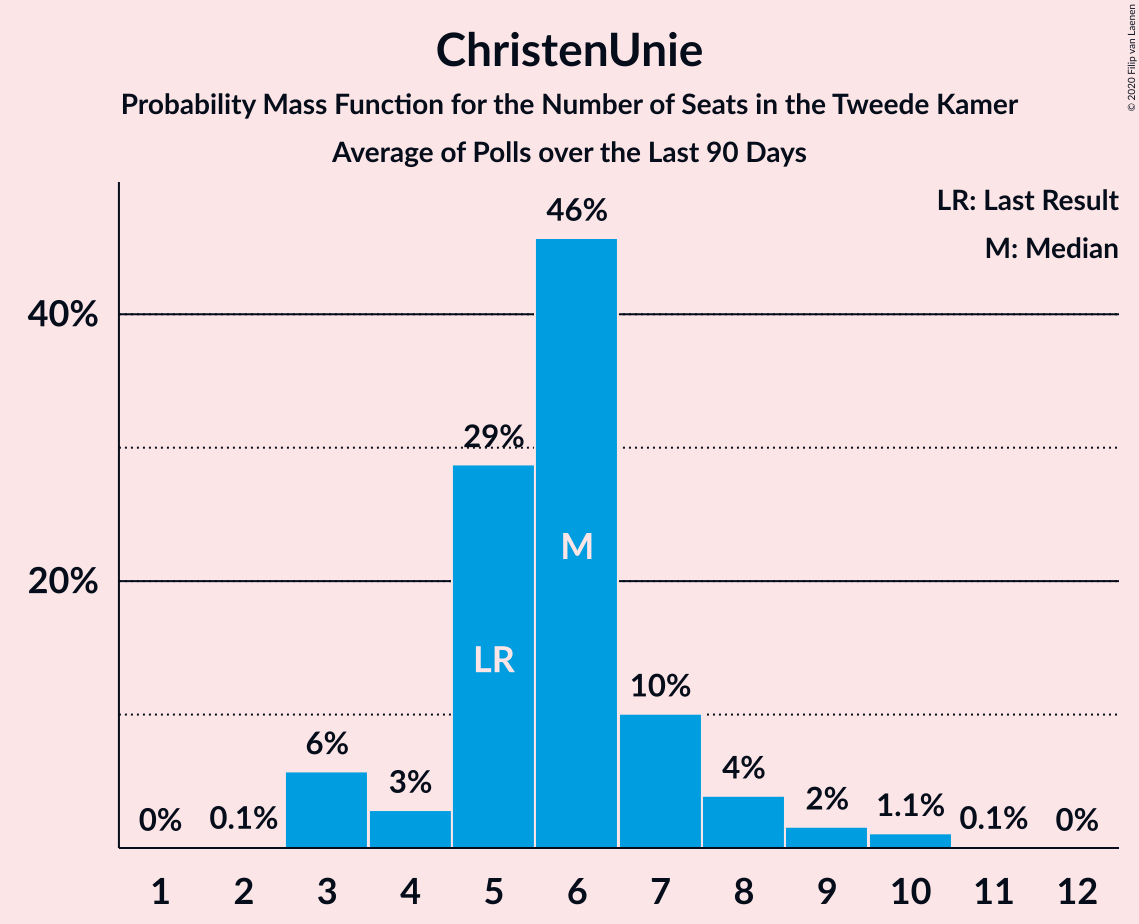 © 2020 Filip van Laenen
ChristenUnie
Probability Mass Function for the Number of Seats in the Tweede Kamer
Average of Polls over the Last 90 Days
LR: Last Result
M: Median
40%
20%
0%
0.1%
6%
3%
29%
46%
10%
4%
2%
1.1%
0.1%
0%
LR
M
1 2 3 4 5 6 7 8 9 10 11 12